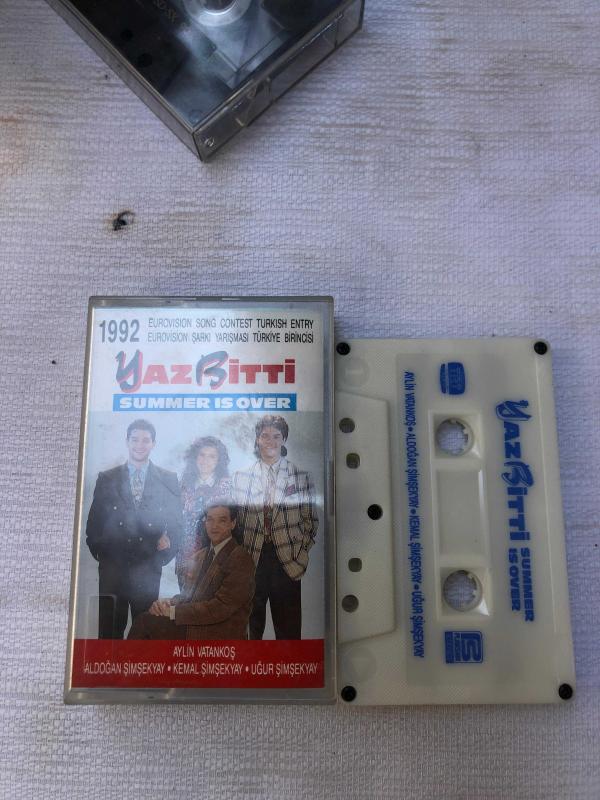 1992
EUROVISION SONG CONTEST TURKISH ENTRY
EUROVISION ŞARKI YARIŞMASI TÜRKİYE BİRİNCİSİ
YAZ BİTTİ
SUMMER IS OVER
AYLİN VATANKOŞ
ALDOĞAN ŞİMŞEKYAY • KEMAL ŞİMŞEKYAY • UĞUR ŞİMŞEKYAY
YAZ BİTTİ SUMMER
IS OVER
AYLİN VATANKOŞ • ALDOĞAN ŞİMŞEKYAY • KEMAL ŞİMŞEKYAY • UĞUR ŞİMŞEKYAY